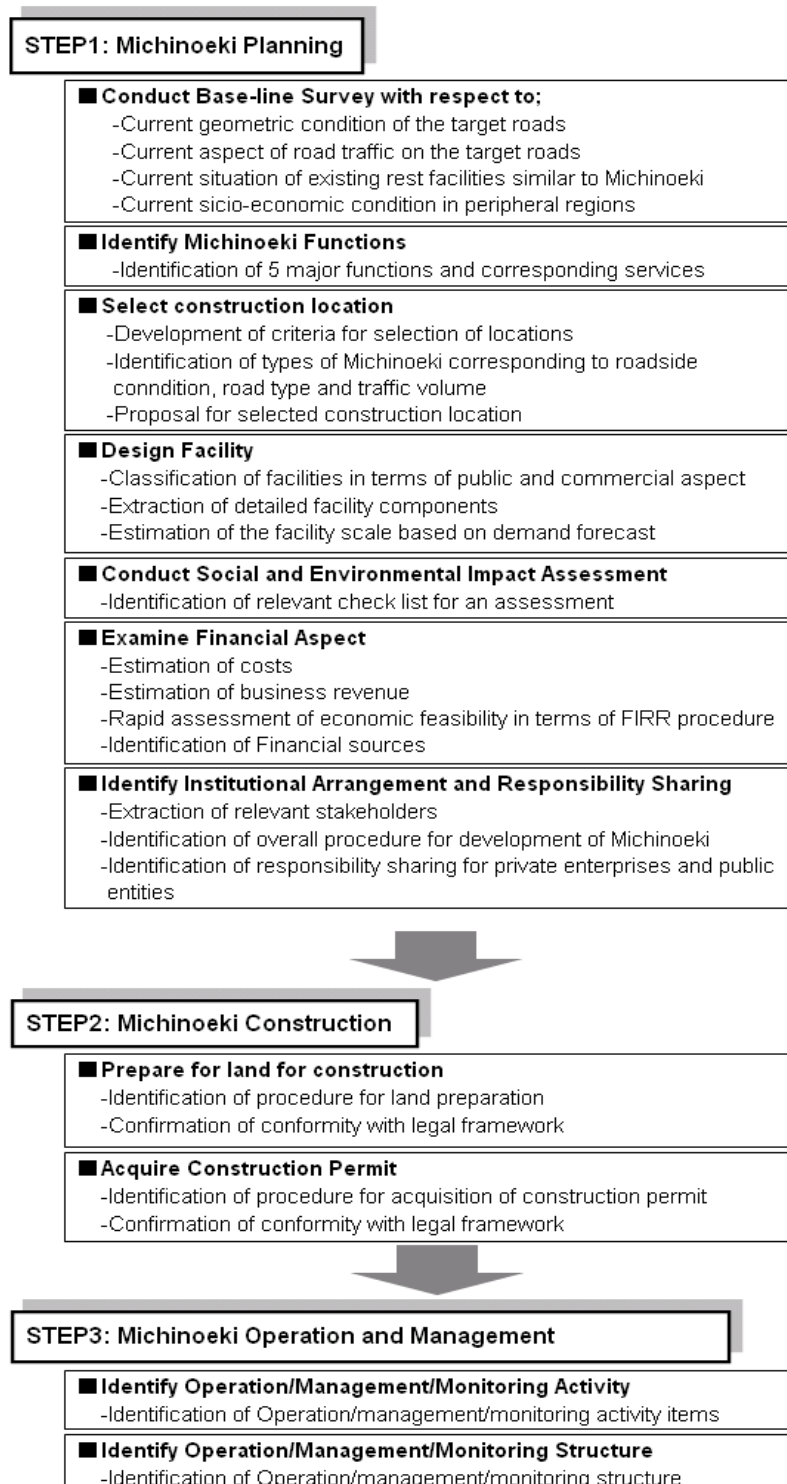 STEP1: Michinoeki Planning
■ Conduct Base-line Survey with respect to;
-Current geometric condition of the target roads
-Current aspect of road traffic on the target roads
-Current situation of existing rest facilities similar to Michinoeki
-Current sicio-economic condition in peripheral regions
■ Identify Michinoeki Functions
-Identification of 5 major functions and corresponding services
■ Select construction location
-Development of criteria for selection of locations
-Identification of types of Michinoeki corresponding to roadside
conndition, road type and traffic volume
-Proposal for selected construction location
■ Design Facility
-Classification of facilities in terms of public and commercial aspect
-Extraction of detailed facility components
-Estimation of the facility scale based on demand forecast
■ Conduct Social and Environmental Impact Assessment
-Identification of relevant check list for an assessment
■ Examine Financial Aspect
-Estimation of costs
-Estimation of business revenue
-Rapid assessment of economic feasibility in terms of FIRR procedure
-Identification of Financial sources
■ Identify Institutional Arrangement and Responsibility Sharing
-Extraction of relevant stakeholders
-Identification of overall procedure for development of Michinoeki
-Identification of responsibility sharing for private enterprises and public
entities
STEP2: Michinoeki Construction
■ Prepare for land for construction
-Identification of procedure for land preparation
-Confirmation of conformity with legal framework
■ Acquire Construction Permit
-Identification of procedure for acquisition of construction permit
-Confirmation of conformity with legal framework
STEP3: Michinoeki Operation and Management
■ Identify Operation/Management/Monitoring Activity
-Identification of Operation/management/monitoring activity items
■ Identify Operation/Management/Monitoring Structure
-Identification of Operation/management/monitoring structure